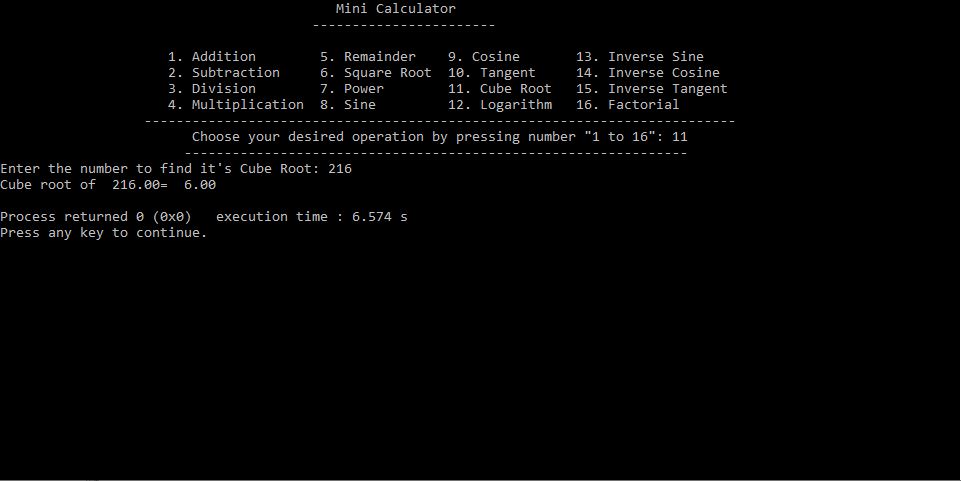 Mini Calculator
-----------------------
1. Addition 5. Remainder 9. Cosine 13. Inverse Sine
2. Subtraction 6. Square Root 10. Tangent 14. Inverse Cosine
3. Division 7. Power 11. Cube Root 15. Inverse Tangent
4. Multiplication 8. Sine 12. Logarithm 16. Factorial
--------------------------------------------------------------------------
Choose your desired operation by pressing number "1 to 16": 11
---------------------------------------------------------------
Enter the number to find it's Cube Root: 216
Cube root of  216.00=  6.00
Process returned 0 (0x0)   execution time : 6.574 s
Press any key to continue.